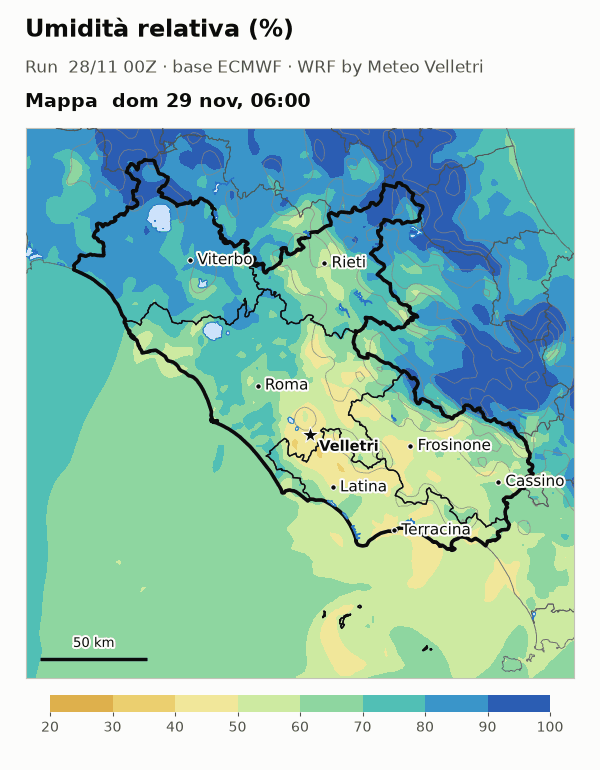 Umidità relativa (%)
Run 28/11 00Z · base ECMWF · WRF by Meteo Velletri
Mappa dom 29 nov, 06:00
Viterbo
Rieti
Roma
Velletri
Frosinone
Cassino
Latina
Terracina
50 km
20 30 40 50 60 70 80 90 100